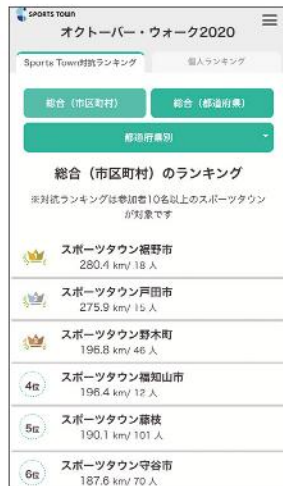 SPORTS TOWN
オクトーバー・ウォーク2020
Sports Town対抗ランキング
個人ランキング
総合（市区町村）
総合（都道府県）
都道府県別
総合（市区町村）のランキング
※対抗ランキングは参加者10名以上のスポーツタウン
が対象です
スポーツタウン裾野市
280.4 km/ 18 人
2
スポーツタウン戸田市
275.9 km/ 15 人
3
スポーツタウン野木町
196.8 km/ 46 人
4位
スポーツタウン福知山市
196.4 km/ 12 人
5位
スポーツタウン藤枝
190.1 km/ 101 人
6位
スポーツタウン守谷市
187.6 km/ 70 人